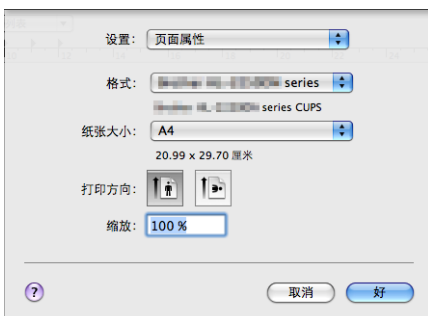 设置： 页面属性
格式： series
series CUPS
纸张大小： A4
20.99 x 29.70 厘米
打印方向：
缩放： 100 %
? 取消 好